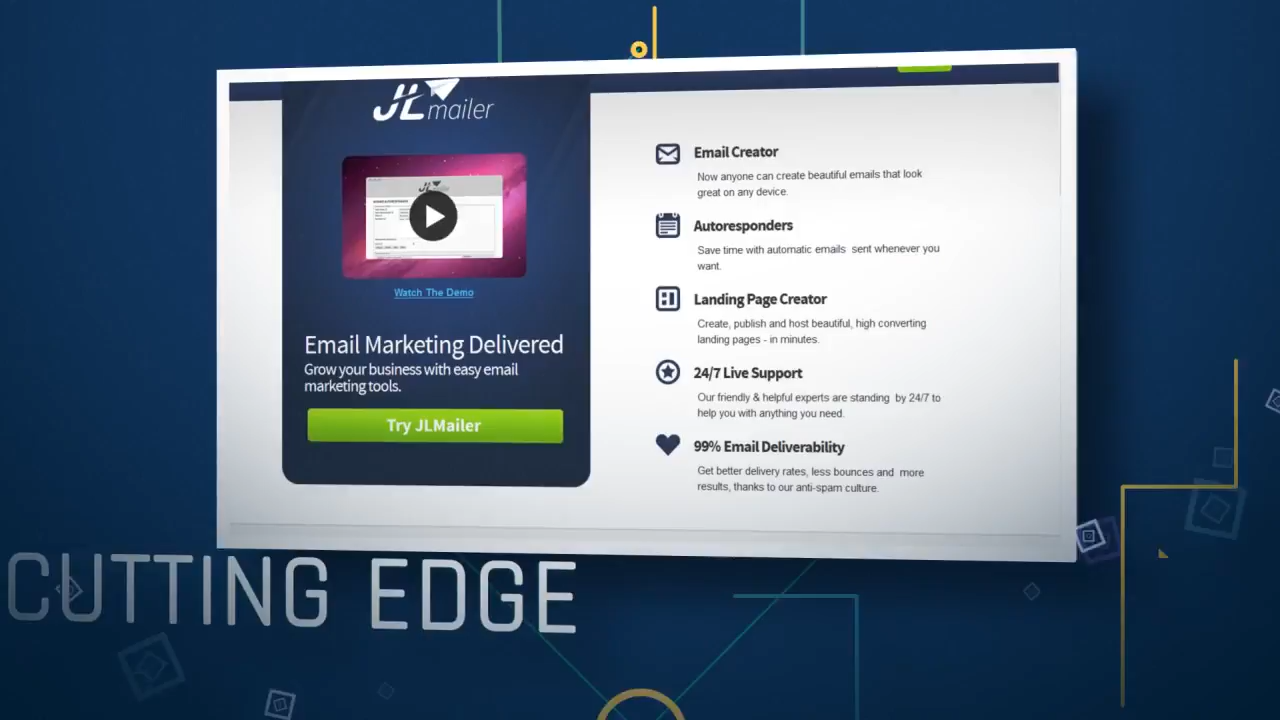 JL mailer
Watch The Demo
Email Marketing Delivered
Grow your business with easy email
marketing tools.
Try JLMailer
Email Creator
Now anyone can create beautiful emails that look
great on any device.
Autoresponders
Save time with automatic emails sent whenever you
want.
Landing Page Creator
Create, publish and host beautiful, high converting
landing pages - in minutes.
24/7 Live Support
Our friendly & helpful experts are standing by 24/7 to
help you with anything you need.
99% Email Deliverability
Get better delivery rates, less bounces and more
results, thanks to our anti-spam culture.
CUTTING EDGE